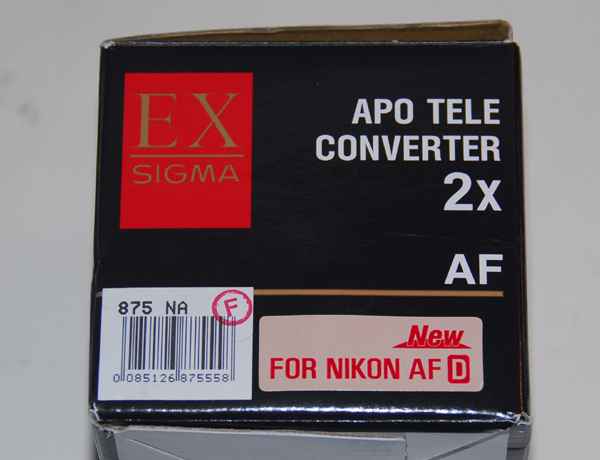 EX
SIGMA
APO TELE
CONVERTER
2x
AF
875 NA F
0 085126 875558
New
FOR NIKON AF D